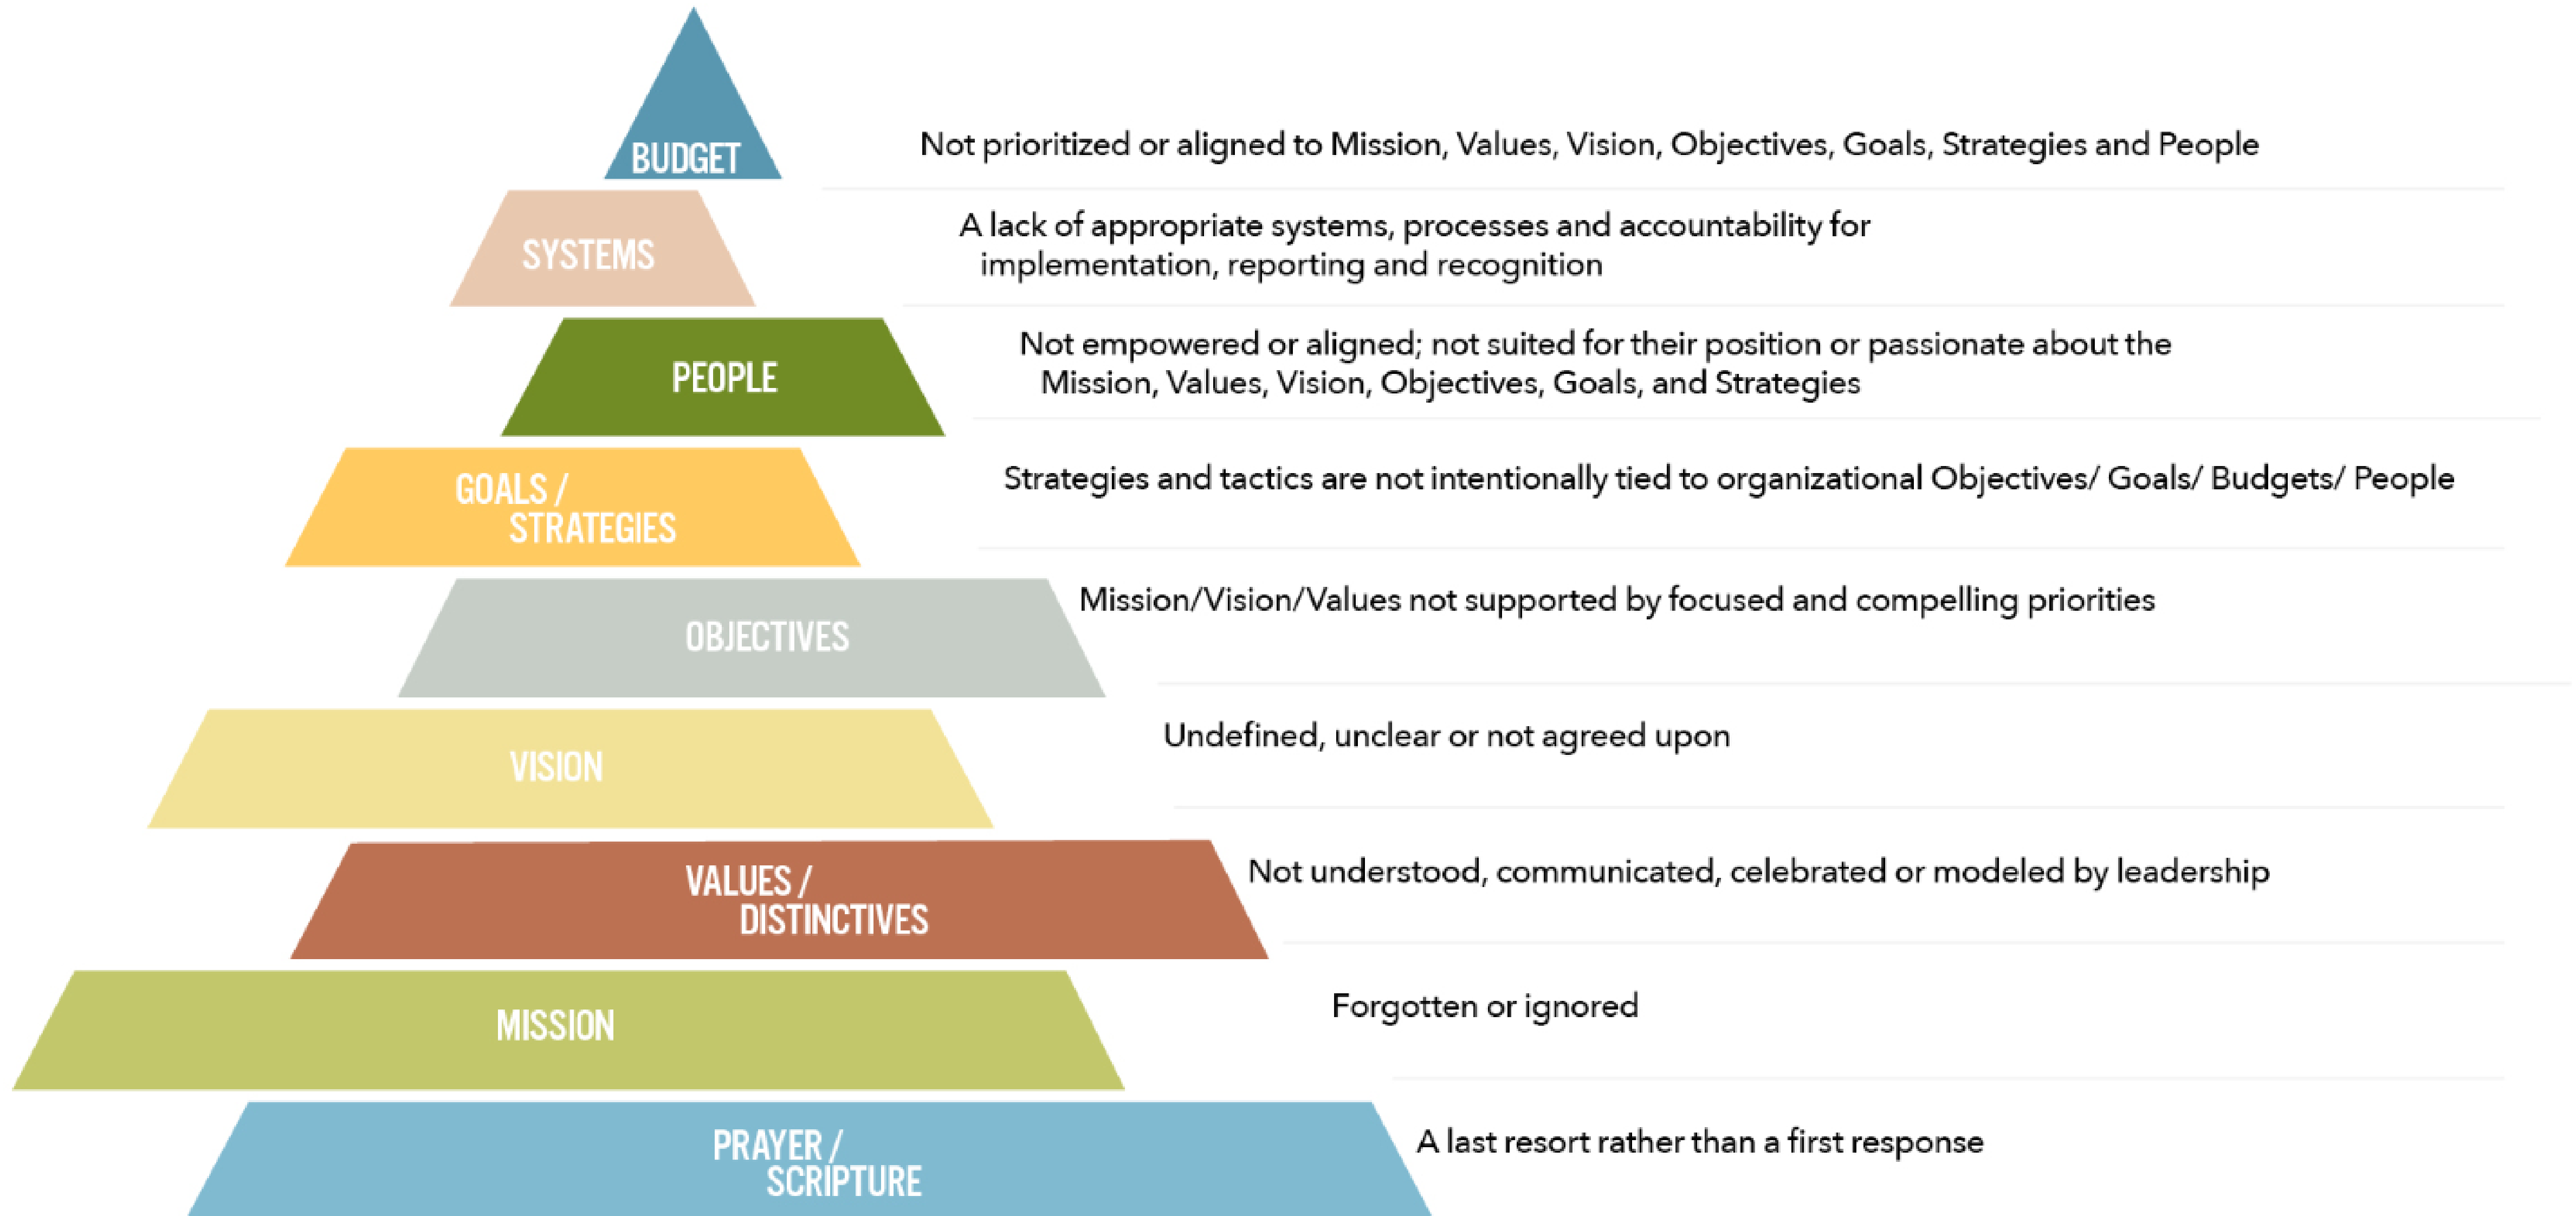 BUDGET
Not prioritized or aligned to Mission, Values, Vision, Objectives, Goals, Strategies and People
SYSTEMS
A lack of appropriate systems, processes and accountability for
implementation, reporting and recognition
PEOPLE
Not empowered or aligned; not suited for their position or passionate about the
Mission, Values, Vision, Objectives, Goals, and Strategies
GOALS /
STRATEGIES
Strategies and tactics are not intentionally tied to organizational Objectives/ Goals/ Budgets/ People
OBJECTIVES
Mission/Vision/Values not supported by focused and compelling priorities
VISION
Undefined, unclear or not agreed upon
VALUES /
DISTINCTIVES
Not understood, communicated, celebrated or modeled by leadership
MISSION
Forgotten or ignored
PRAYER /
SCRIPTURE
A last resort rather than a first response